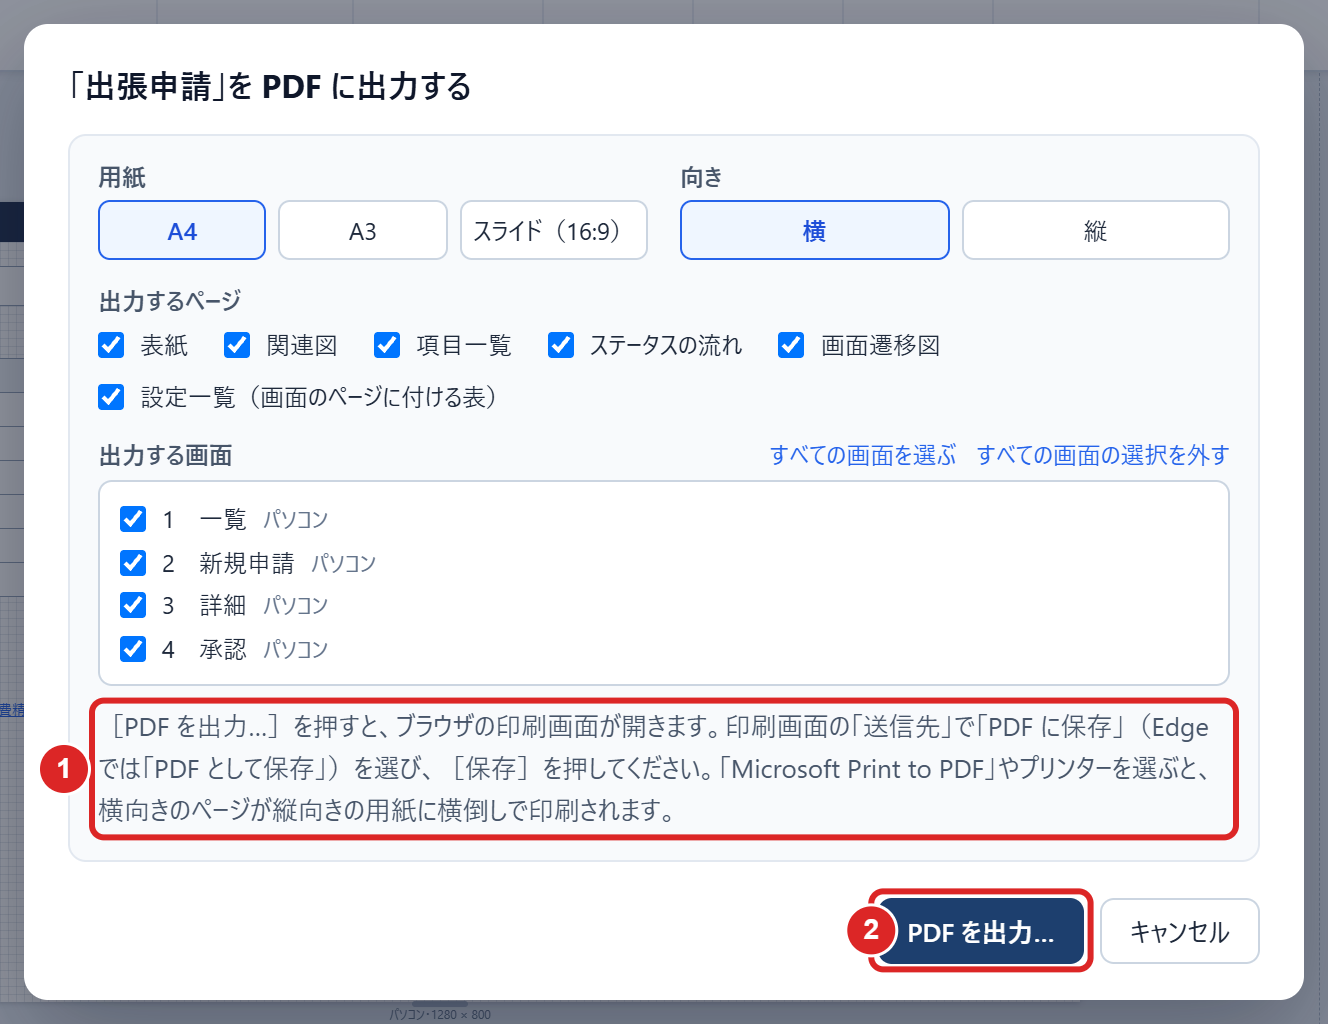 「出張申請」を PDF に出力する
用紙
向き
A4
A3
スライド（16:9）
横
縦
出力するページ
表紙
関連図
項目一覧
ステータスの流れ
画面遷移図
設定一覧（画面のページに付ける表）
出力する画面
すべての画面を選ぶ
すべての画面の選択を外す
1 一覧 パソコン
2 新規申請 パソコン
3 詳細 パソコン
4 承認 パソコン
［PDF を出力...］を押すと、ブラウザの印刷画面が開きます。印刷画面の「送信先」で「PDF に保存」（Edge
では「PDF として保存」）を選び、［保存］を押してください。「Microsoft Print to PDF」やプリンターを選ぶと、
横向きのページが縦向きの用紙に横倒しで印刷されます。
1
2
PDF を出力...
キャンセル
パソコン・1280 × 800